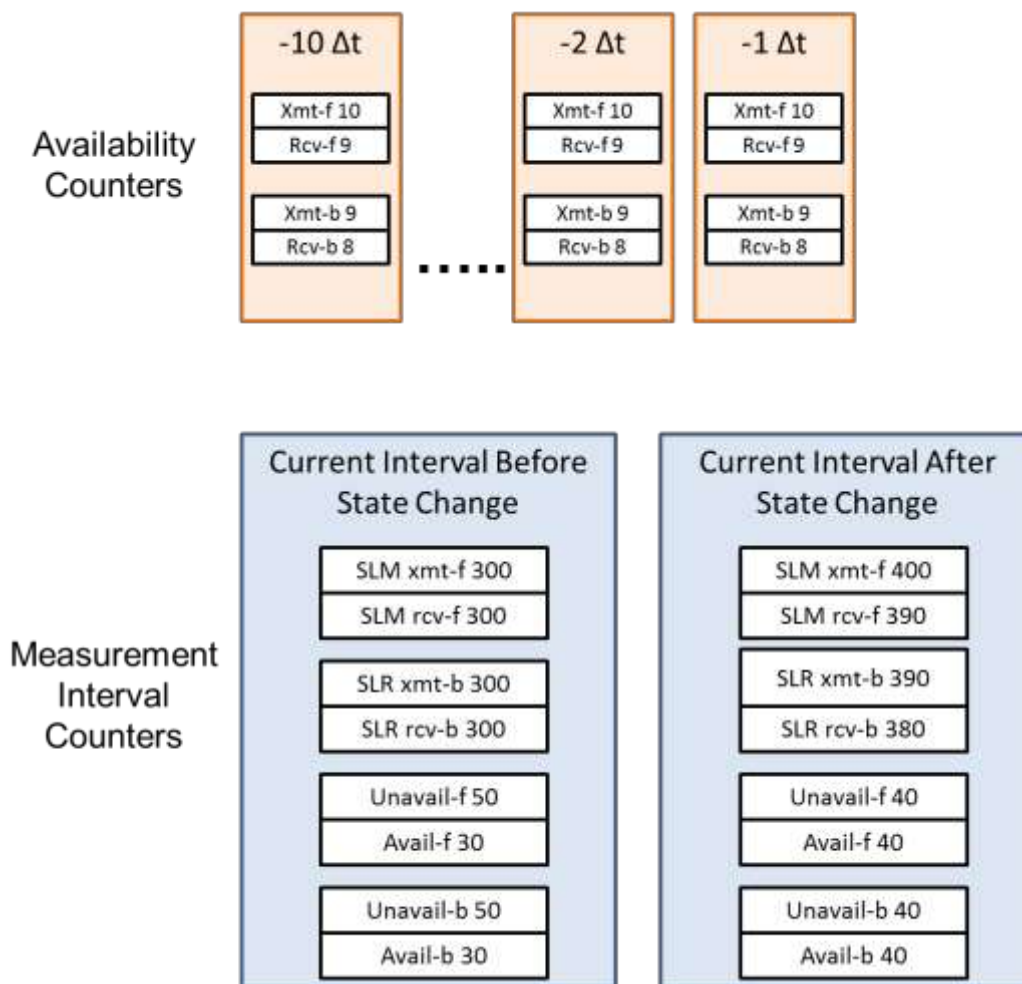 -10 Δt
-2 Δt
-1 Δt
Availability
Counters
Xmt-f 10
Rcv-f 9
Xmt-b 9
Rcv-b 8
.....
Xmt-f 10
Rcv-f 9
Xmt-b 9
Rcv-b 8
Xmt-f 10
Rcv-f 9
Xmt-b 9
Rcv-b 8
Measurement
Interval
Counters
Current Interval Before
State Change
SLM xmt-f 300
SLM rcv-f 300
SLR xmt-b 300
SLR rcv-b 300
Unavail-f 50
Avail-f 30
Unavail-b 50
Avail-b 30
Current Interval After
State Change
SLM xmt-f 400
SLM rcv-f 390
SLR xmt-b 390
SLR rcv-b 380
Unavail-f 40
Avail-f 40
Unavail-b 40
Avail-b 40